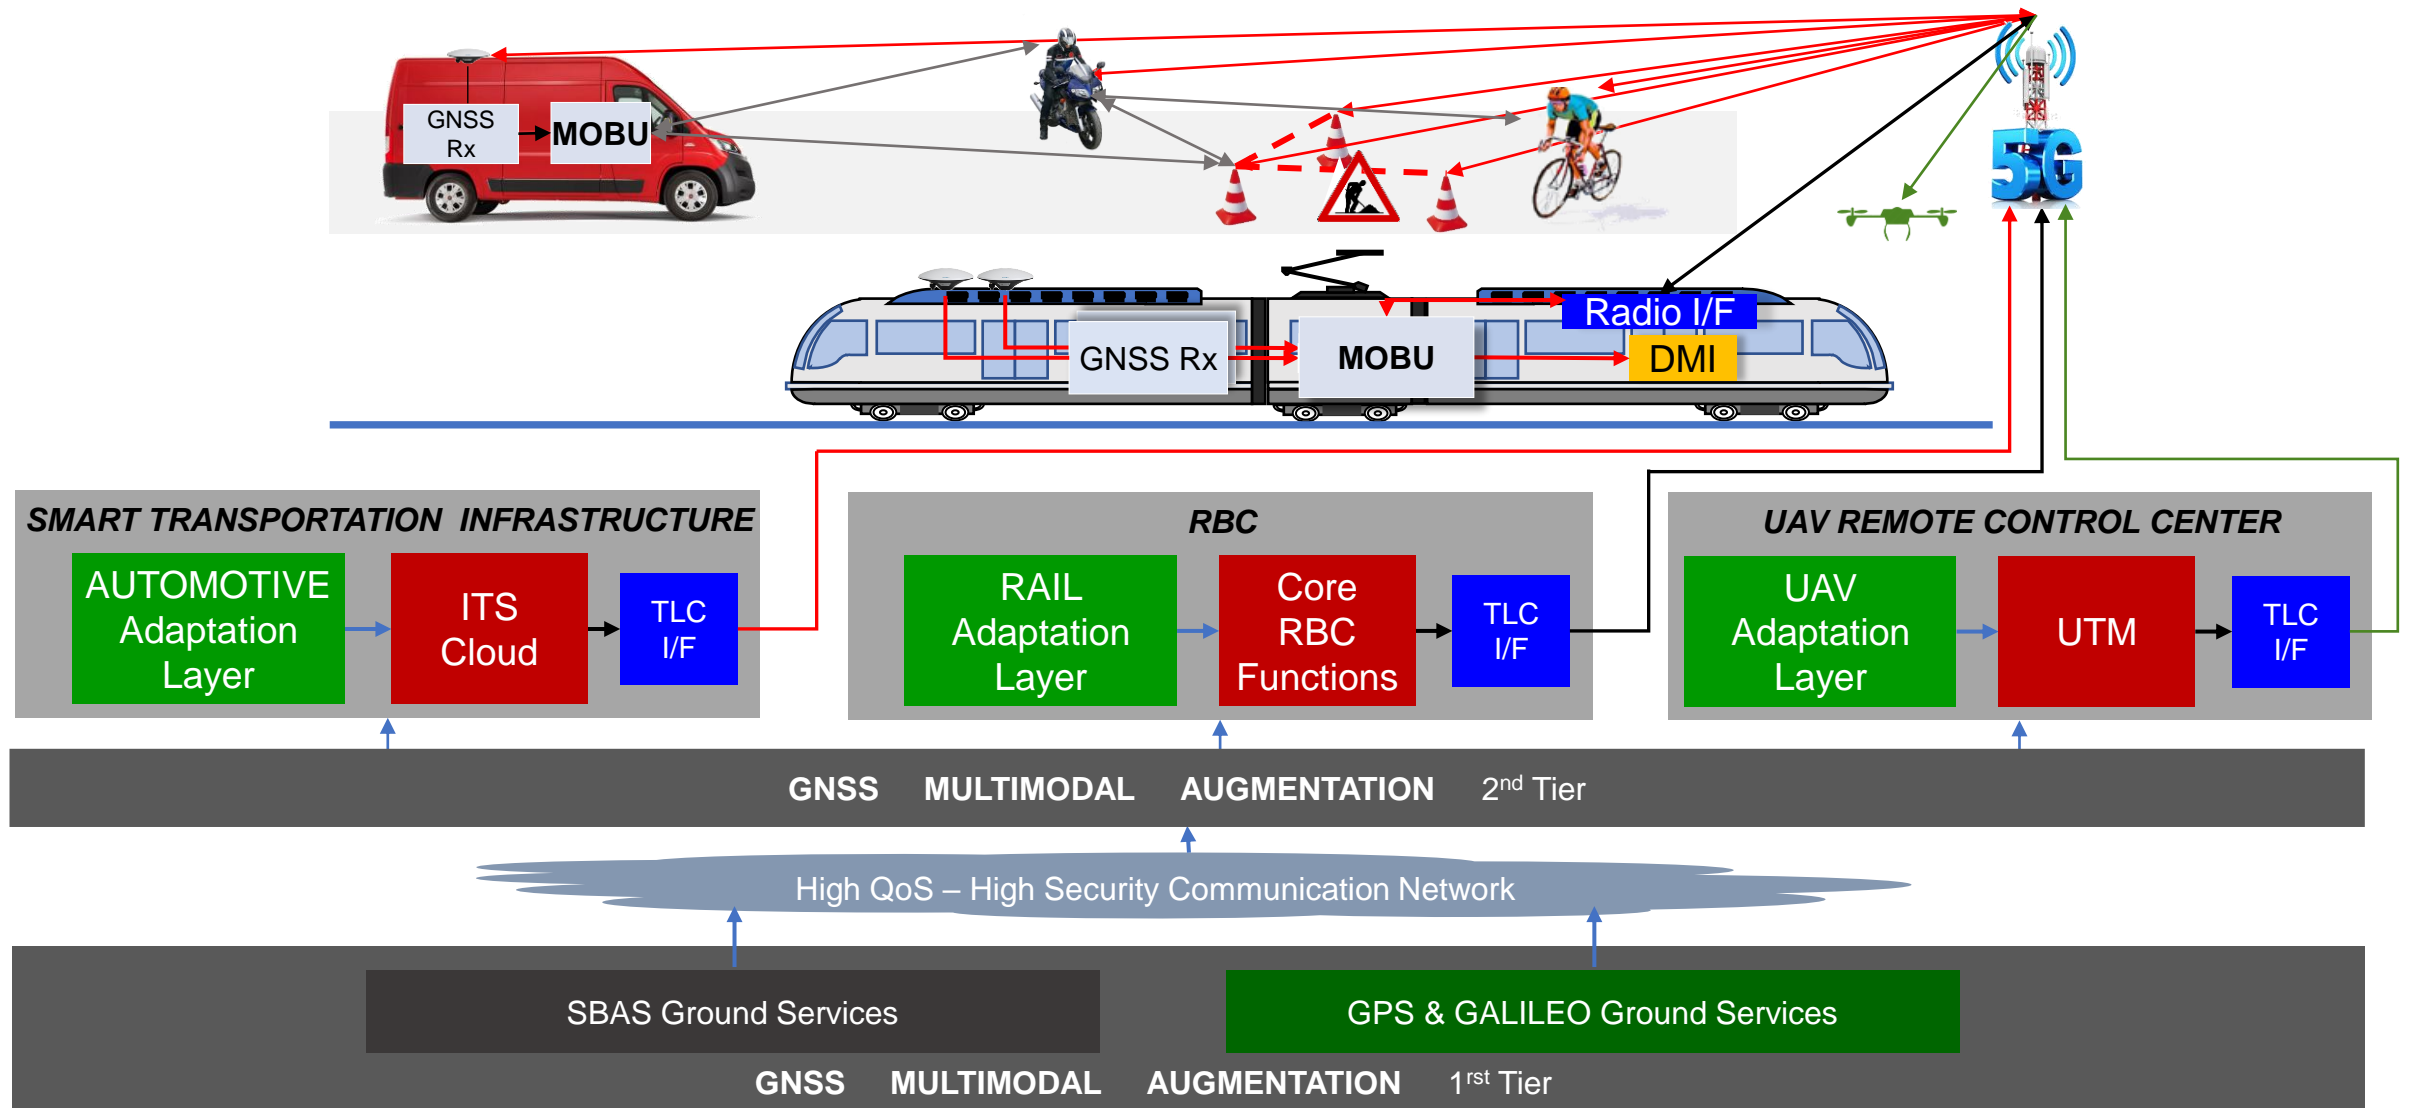 GNSS
Rx
MOBU
5G
Radio I/F
GNSS Rx
MOBU
DMI
SMART TRANSPORTATION INFRASTRUCTURE
AUTOMOTIVE
Adaptation
Layer
ITS
Cloud
TLC
I/F
RBC
RAIL
Adaptation
Layer
Core
RBC
Functions
TLC
I/F
UAV REMOTE CONTROL CENTER
UAV
Adaptation
Layer
UTM
TLC
I/F
GNSS MULTIMODAL AUGMENTATION 2nd Tier
High QoS – High Security Communication Network
SBAS Ground Services
GPS & GALILEO Ground Services
GNSS MULTIMODAL AUGMENTATION 1rst Tier